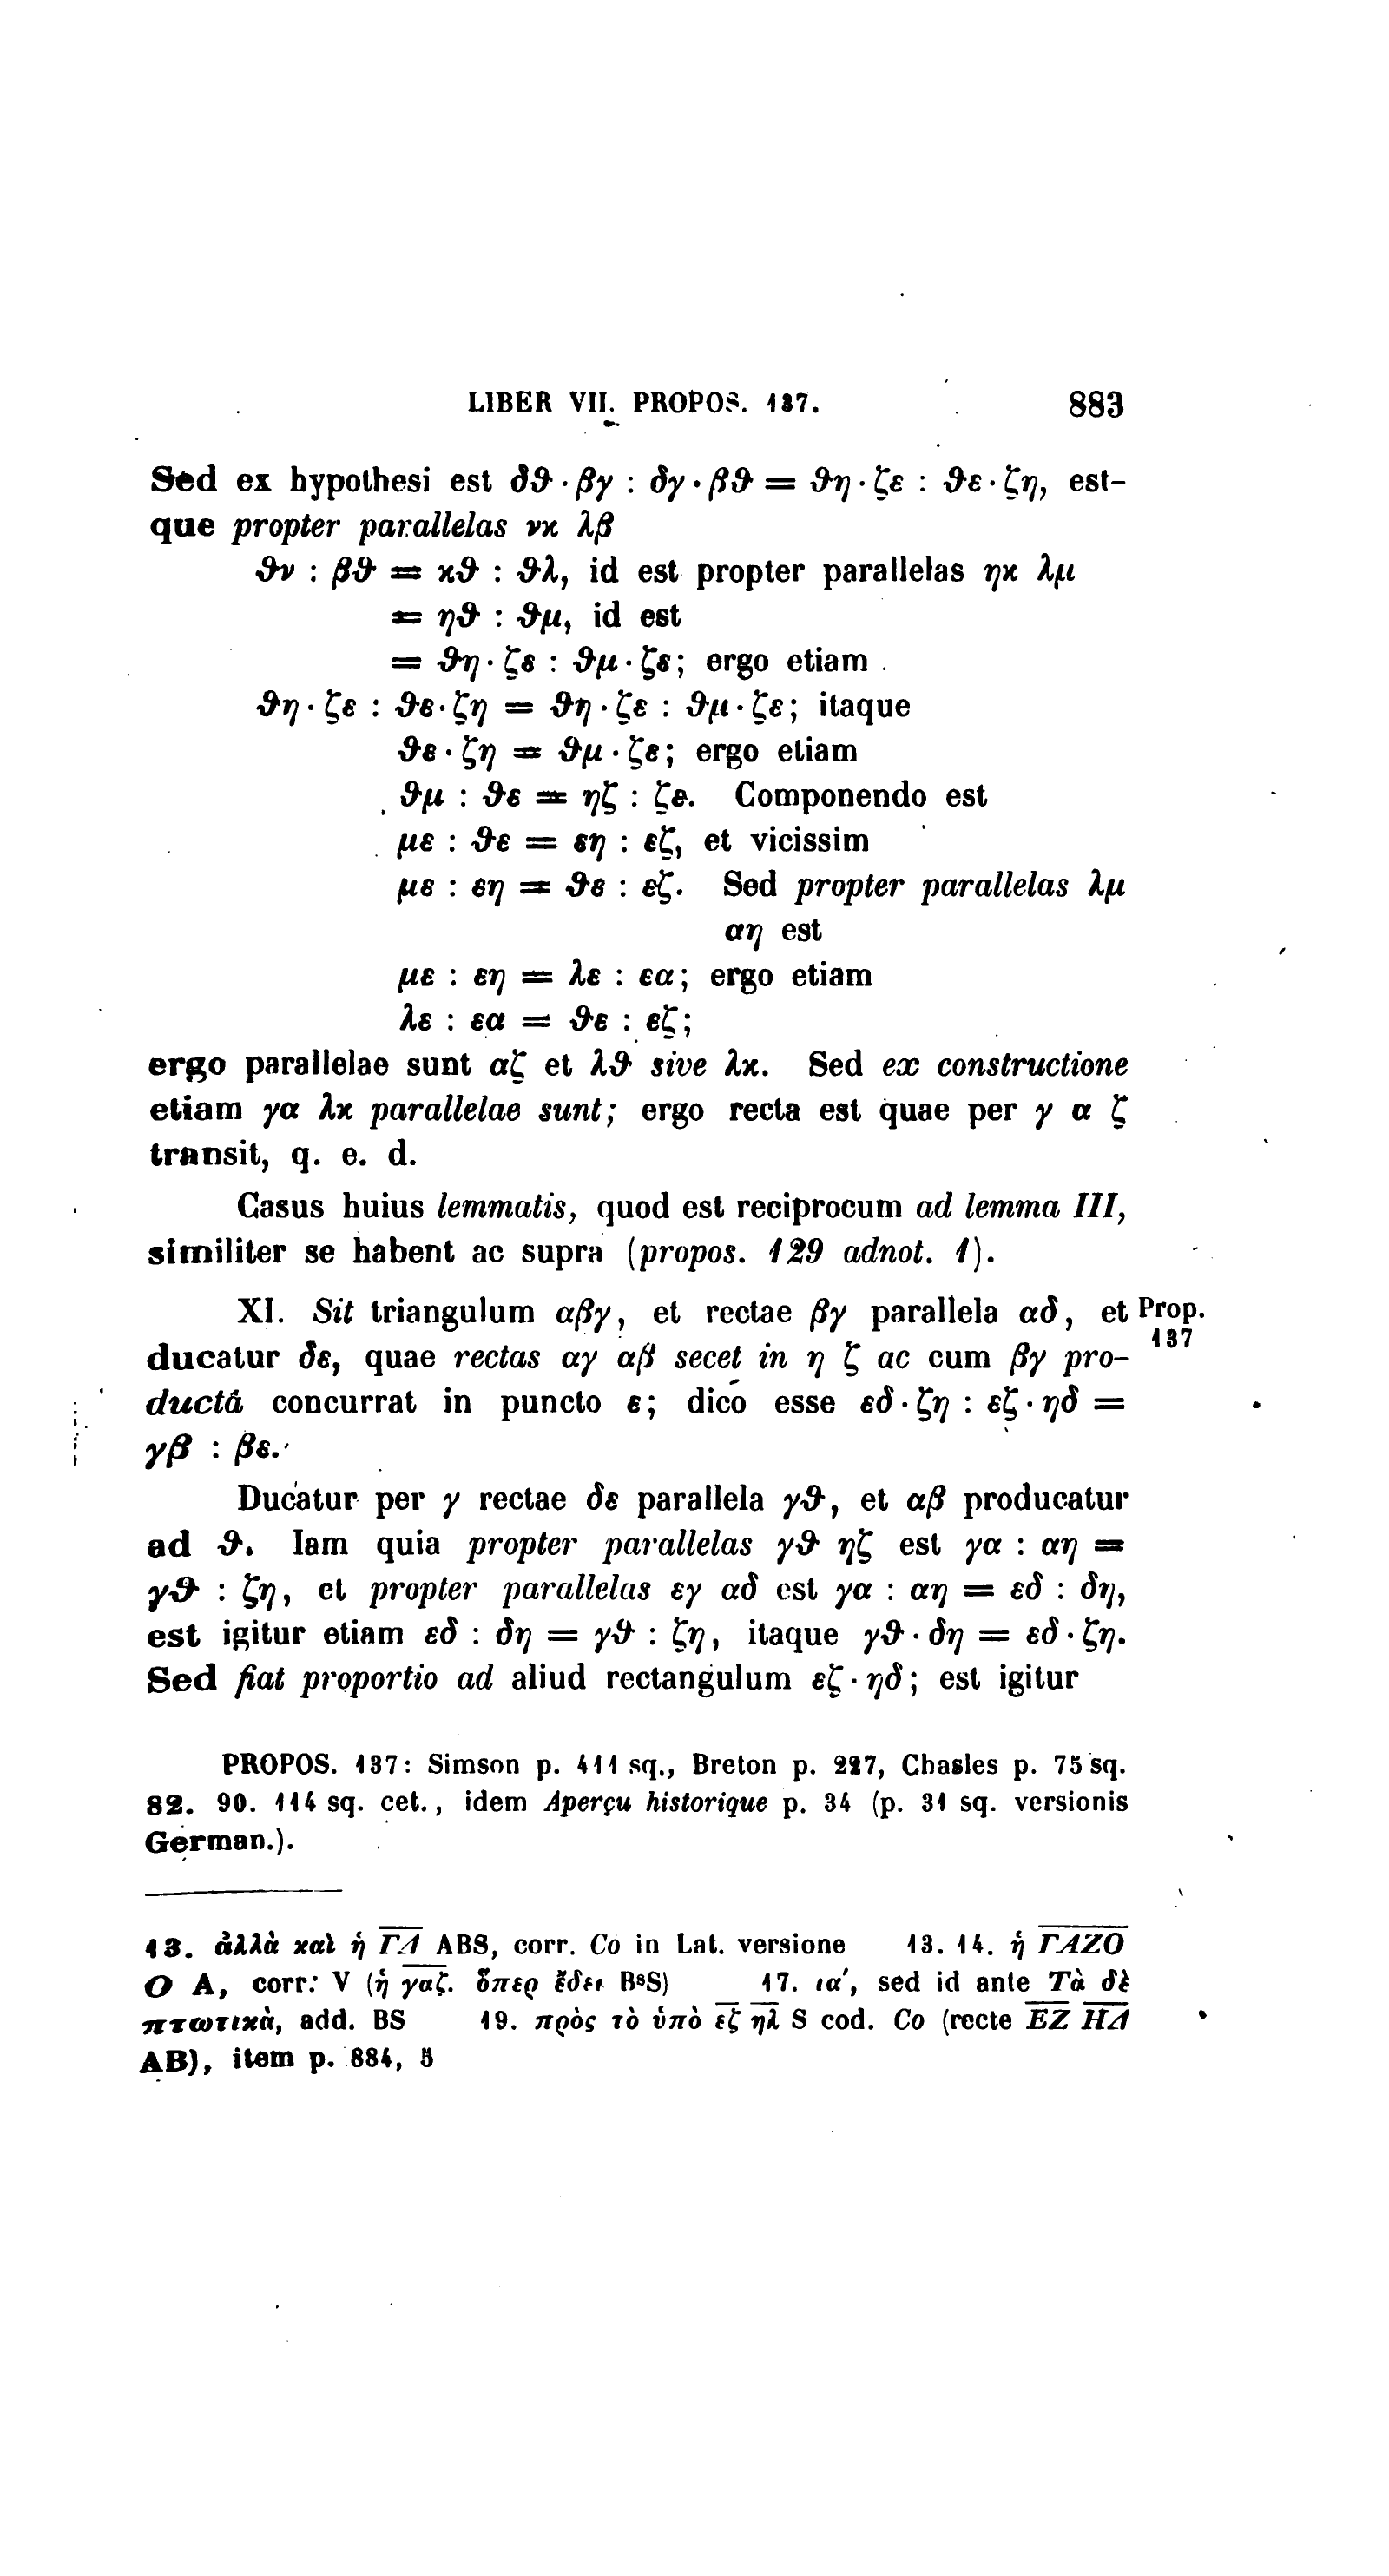 LIBER VII. PROPOS. 137. 883
Sed ex hypothesi est δϑ · βγ : δγ · βϑ = ϑη · ζε : ϑε · ζη, est-
que propter parallelas νκ λβ
ϑν : βϑ = κϑ : ϑλ, id est propter parallelas ηκ λμ
= ηϑ : ϑμ, id est
= ϑη · ζε : ϑμ · ζε; ergo etiam
ϑη · ζε : ϑε · ζη = ϑη · ζε : ϑμ · ζε; itaque
ϑε · ζη = ϑμ · ζε; ergo etiam
ϑμ : ϑε = ηζ : ζε. Componendo est
με : ϑε = εη : εζ, et vicissim
με : εη = ϑε : εζ. Sed propter parallelas λμ
αη est
με : εη = λε : εα; ergo etiam
λε : εα = ϑε : εζ;
ergo parallelae sunt αζ et λϑ sive λκ. Sed ex constructione
etiam γα λκ parallelae sunt; ergo recta est quae per γ α ζ
transit, q. e. d.
Casus huius lemmatis, quod est reciprocum ad lemma III,
similiter se habent ac supra (propos. 129 adnot. 1).
XI. Sit triangulum αβγ, et rectae βγ parallela αδ, et Prop. 137
ducatur δε, quae rectas αγ αβ secet in η ζ ac cum βγ pro-
ductâ concurrat in puncto ε; dico esse εδ · ζη : εζ · ηδ =
γβ : βε.
Ducatur per γ rectae δε parallela γϑ, et αβ producatur
ad ϑ. Iam quia propter parallelas γϑ ηζ est γα : αη =
γϑ : ζη, et propter parallelas εγ αδ est γα : αη = εδ : δη,
est igitur etiam εδ : δη = γϑ : ζη, itaque γϑ · δη = εδ · ζη.
Sed fiat proportio ad aliud rectangulum εζ · ηδ; est igitur
PROPOS. 137: Simson p. 411 sq., Breton p. 227, Chasles p. 75 sq.
82. 90. 114 sq. cet., idem Aperçu historique p. 34 (p. 31 sq. versionis
German.).
13. ἀλλὰ καὶ ἡ ΓΔ ABS, corr. Co in Lat. versione 13. 14. ἡ ΓΑΖΟ
Ο A, corr. V (ἡ γαζ. ὅπερ ἔδει BˢS) 17. ια΄, sed id ante Τὰ δὲ
πτωτικὰ, add. BS 19. πρὸς τὸ ὑπὸ εζ ηλ S cod. Co (recte ΕΖ ΗΔ
AB), item p. 884, 5